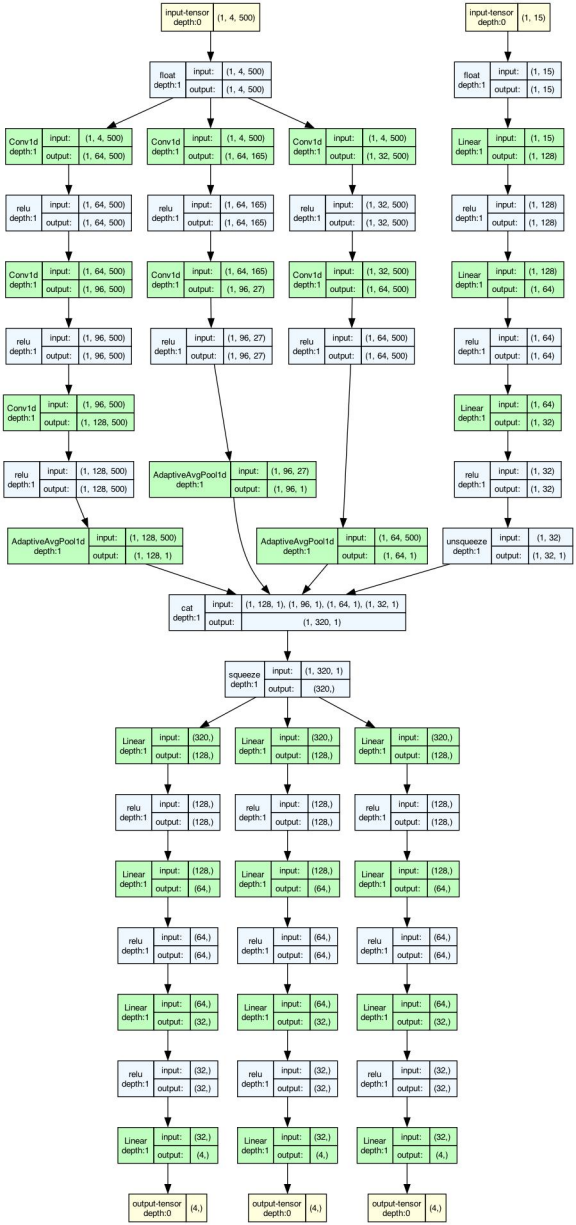 input-tensor depth:0 (1, 4, 500)
input-tensor depth:0 (1, 15)
float depth:1 input: (1, 4, 500) output: (1, 4, 500)
float depth:1 input: (1, 15) output: (1, 15)
Conv1d depth:1 input: (1, 4, 500) output: (1, 64, 500)
Conv1d depth:1 input: (1, 4, 500) output: (1, 64, 165)
Conv1d depth:1 input: (1, 4, 500) output: (1, 32, 500)
Linear depth:1 input: (1, 15) output: (1, 128)
relu depth:1 input: (1, 64, 500) output: (1, 64, 500)
relu depth:1 input: (1, 64, 165) output: (1, 64, 165)
relu depth:1 input: (1, 32, 500) output: (1, 32, 500)
relu depth:1 input: (1, 128) output: (1, 128)
Conv1d depth:1 input: (1, 64, 500) output: (1, 96, 500)
Conv1d depth:1 input: (1, 64, 165) output: (1, 96, 27)
Conv1d depth:1 input: (1, 32, 500) output: (1, 64, 500)
Linear depth:1 input: (1, 128) output: (1, 64)
relu depth:1 input: (1, 96, 500) output: (1, 96, 500)
relu depth:1 input: (1, 96, 27) output: (1, 96, 27)
relu depth:1 input: (1, 64, 500) output: (1, 64, 500)
relu depth:1 input: (1, 64) output: (1, 64)
Conv1d depth:1 input: (1, 96, 500) output: (1, 128, 500)
Linear depth:1 input: (1, 64) output: (1, 32)
relu depth:1 input: (1, 128, 500) output: (1, 128, 500)
AdaptiveAvgPool1d depth:1 input: (1, 96, 27) output: (1, 96, 1)
relu depth:1 input: (1, 32) output: (1, 32)
AdaptiveAvgPool1d depth:1 input: (1, 128, 500) output: (1, 128, 1)
AdaptiveAvgPool1d depth:1 input: (1, 64, 500) output: (1, 64, 1)
unsqueeze depth:1 input: (1, 32) output: (1, 32, 1)
cat depth:1 input: (1, 128, 1), (1, 96, 1), (1, 64, 1), (1, 32, 1) output: (1, 320, 1)
squeeze depth:1 input: (1, 320, 1) output: (320,)
Linear depth:1 input: (320,) output: (128,)
Linear depth:1 input: (320,) output: (128,)
Linear depth:1 input: (320,) output: (128,)
relu depth:1 input: (128,) output: (128,)
relu depth:1 input: (128,) output: (128,)
relu depth:1 input: (128,) output: (128,)
Linear depth:1 input: (128,) output: (64,)
Linear depth:1 input: (128,) output: (64,)
Linear depth:1 input: (128,) output: (64,)
relu depth:1 input: (64,) output: (64,)
relu depth:1 input: (64,) output: (64,)
relu depth:1 input: (64,) output: (64,)
Linear depth:1 input: (64,) output: (32,)
Linear depth:1 input: (64,) output: (32,)
Linear depth:1 input: (64,) output: (32,)
relu depth:1 input: (32,) output: (32,)
relu depth:1 input: (32,) output: (32,)
relu depth:1 input: (32,) output: (32,)
Linear depth:1 input: (32,) output: (4,)
Linear depth:1 input: (32,) output: (4,)
Linear depth:1 input: (32,) output: (4,)
output-tensor depth:0 (4,)
output-tensor depth:0 (4,)
output-tensor depth:0 (4,)